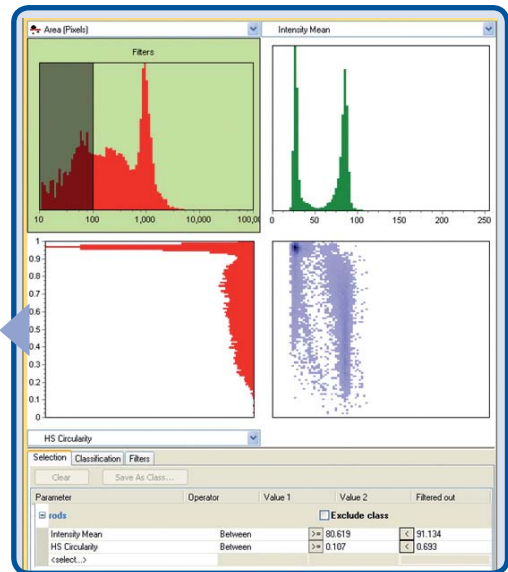 Area (Pixels) Intensity Mean
Filters
10 100 1,000 10,000 100,00
0 50 100 150 200 250
1
0.9
0.8
0.7
0.6
0.5
0.4
0.3
0.2
0.1
0
HS Circularity
Selection Classification Filters
Clear Save As Class...
Parameter Operator Value 1 Value 2 Filtered out
rods Exclude class
Intensity Mean Between >= 80.619 < 91.134
HS Circularity Between >= 0.107 < 0.693
<select...>